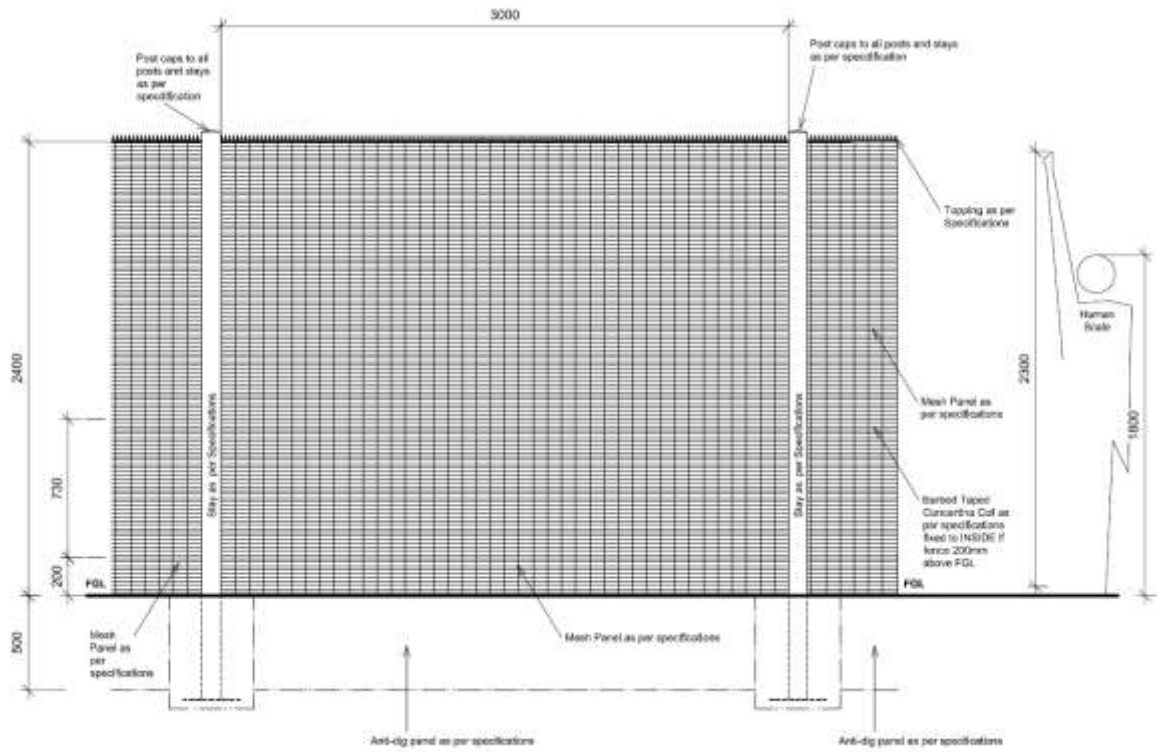 3000
Post caps to all
posts and stays
as per
specdification
Post caps to all posts and stays
as per specdification
Topping as per
Specifications
Human
Scale
2400
2300
1800
Stay as per Specifications
Stay as per Specifications
Mesh Panel as
per specifications
730
Barbed Taped
Concertina Coil as
per specifications
fixed to INSIDE if
fence 200mm
above FGL
200
FGL
FGL
500
Mesh
Panel as
per
specifications
Mesh Panel as per specifications
Anti-dig panel as per specifications
Anti-dig panel as per specifications